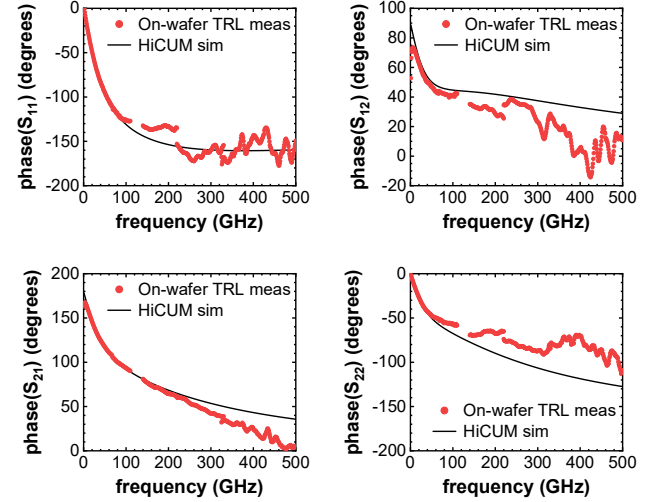 0
-50
-100
-150
-200
phase(S11) (degrees)
On-wafer TRL meas
HiCUM sim
0 100 200 300 400 500
frequency (GHz)
120
100
80
60
40
20
0
-20
phase(S12) (degrees)
On-wafer TRL meas
HiCUM sim
0 100 200 300 400 500
frequency (GHz)
200
150
100
50
0
phase(S21) (degrees)
On-wafer TRL meas
HiCUM sim
0 100 200 300 400 500
frequency (GHz)
0
-50
-100
-150
-200
phase(S22) (degrees)
On-wafer TRL meas
HiCUM sim
0 100 200 300 400 500
frequency (GHz)